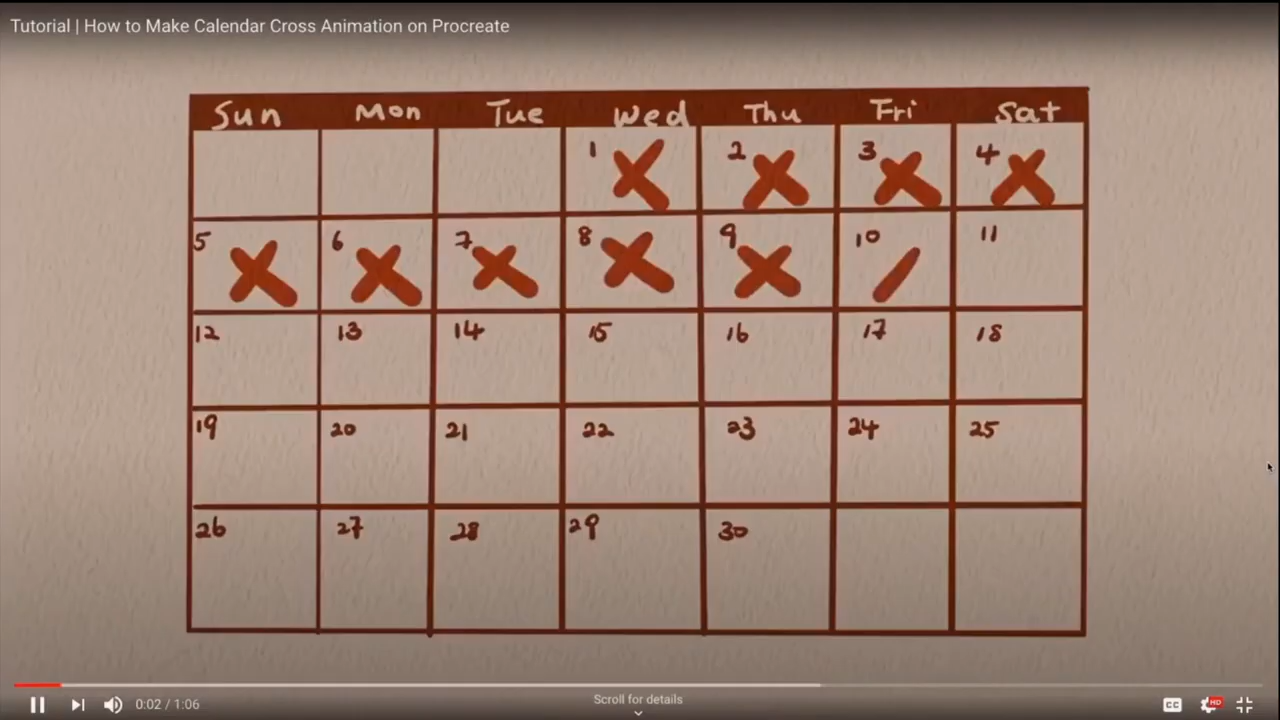 Tutorial | How to Make Calendar Cross Animation on Procreate
Sun Mon Tue Wed Thu Fri Sat
1 2 3 4
5 6 7 8 9 10 11
12 13 14 15 16 17 18
19 20 21 22 23 24 25
26 27 28 29 30
0:02 / 1:06
Scroll for details
CC HD